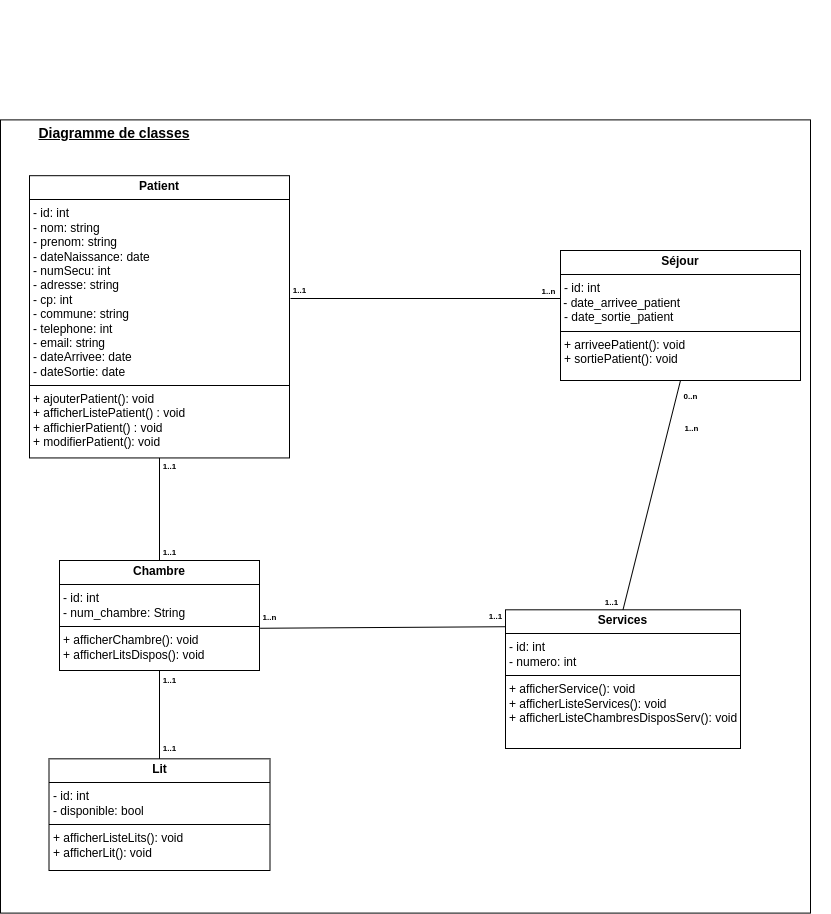 Diagramme de classes
Patient
- id: int
- nom: string
- prenom: string
- dateNaissance: date
- numSecu: int
- adresse: string
- cp: int
- commune: string
- telephone: int
- email: string
- dateArrivee: date
- dateSortie: date
+ ajouterPatient(): void
+ afficherListePatient() : void
+ affichierPatient() : void
+ modifierPatient(): void
1..1
1..n
Séjour
- id: int
- date_arrivee_patient
- date_sortie_patient
+ arriveePatient(): void
+ sortiePatient(): void
0..n
1..n
1..1
1..1
1..1
Chambre
- id: int
- num_chambre: String
+ afficherChambre(): void
+ afficherLitsDispos(): void
1..n
1..1
Services
- id: int
- numero: int
+ afficherService(): void
+ afficherListeServices(): void
+ afficherListeChambresDisposServ(): void
1..1
1..1
Lit
- id: int
- disponible: bool
+ afficherListeLits(): void
+ afficherLit(): void